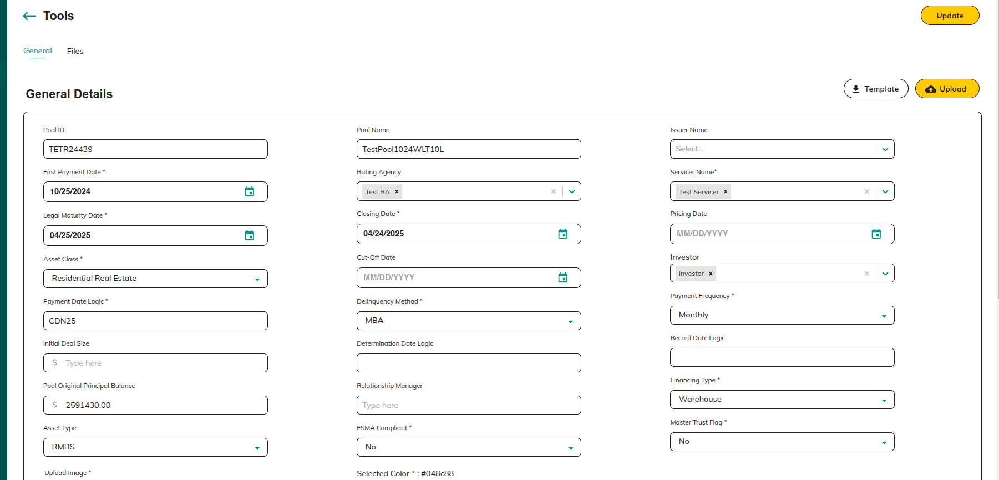 Tools
Update
General
Files
General Details
Template
Upload
Pool ID
Pool Name
Issuer Name
TETR24439
TestPool1024WLT10L
Select...
First Payment Date *
Rating Agency
Servicer Name*
10/25/2024
Test RA ×
Test Servicer ×
Legal Maturity Date *
Closing Date *
Pricing Date
04/25/2025
04/24/2025
MM/DD/YYYY
Asset Class *
Cut-Off Date
Investor
Residential Real Estate
MM/DD/YYYY
Investor ×
Payment Date Logic *
Delinquency Method *
Payment Frequency *
CDN25
MBA
Monthly
Initial Deal Size
Determination Date Logic
Record Date Logic
$ Type here
Pool Original Principal Balance
Relationship Manager
Financing Type *
$ 2591430.00
Type here
Warehouse
Asset Type
ESMA Compliant *
Master Trust Flag *
RMBS
No
No
Upload Image *
Selected Color * : #048c88